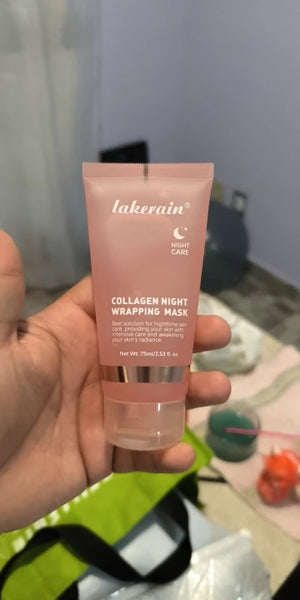 lakerain®
NIGHT
CARE
COLLAGEN NIGHT
WRAPPING MASK
Best solution for nighttime skin
care, providing your skin with
intensive care and awakening
your skin's radiance.
Net Wt: 75ml/2.53 fl. oz.